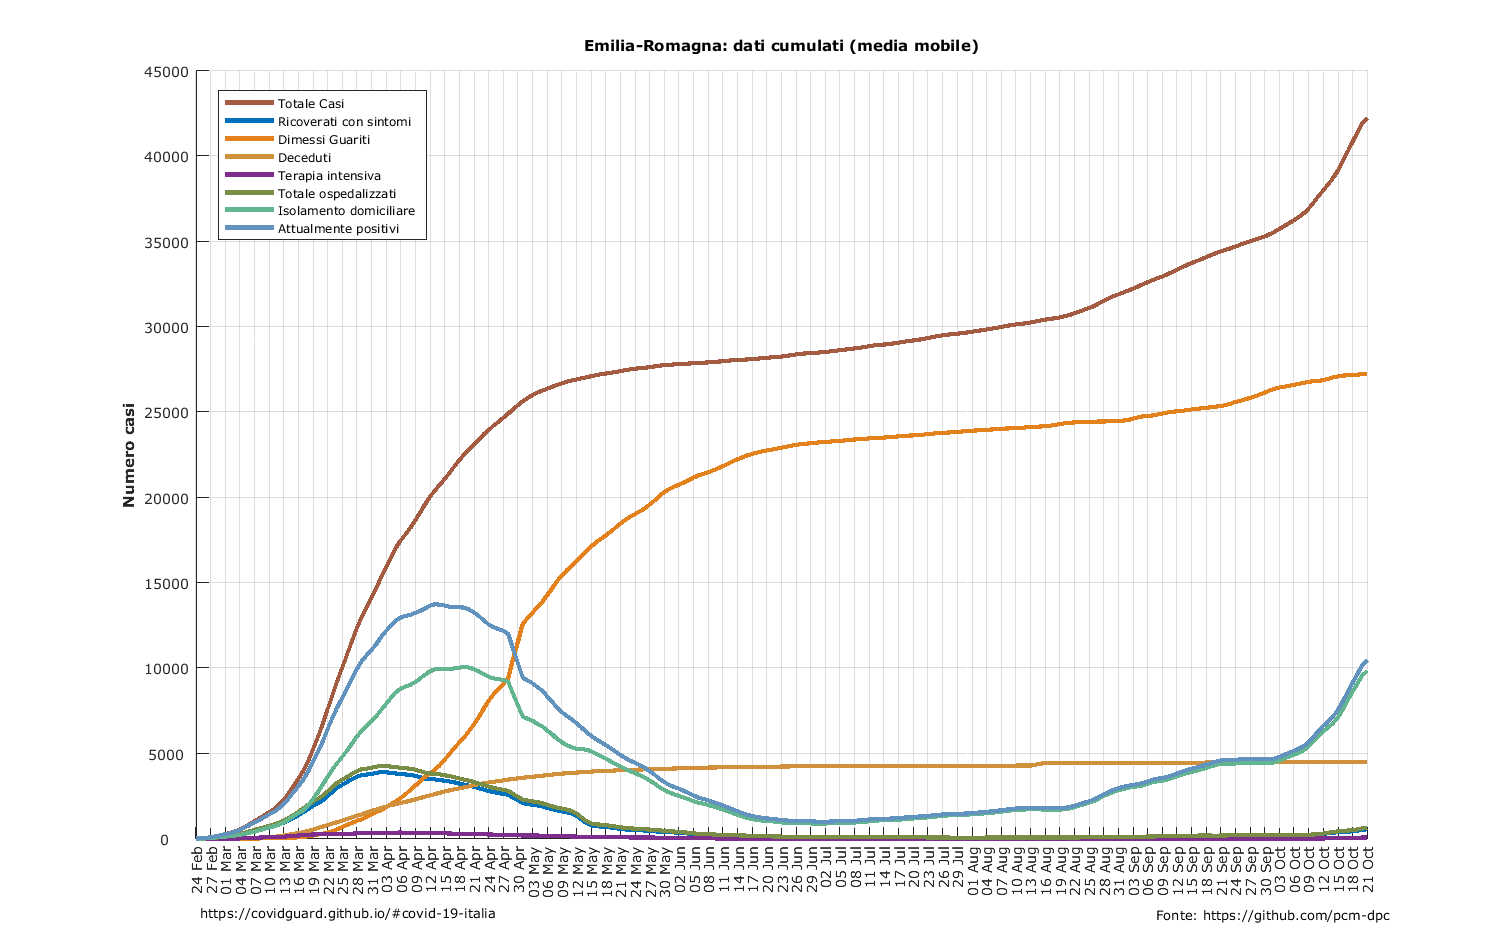 Emilia-Romagna: dati cumulati (media mobile)
45000
40000
35000
30000
25000
20000
15000
10000
5000
0
Numero casi
Totale Casi
Ricoverati con sintomi
Dimessi Guariti
Deceduti
Terapia intensiva
Totale ospedalizzati
Isolamento domiciliare
Attualmente positivi
24 Feb
27 Feb
01 Mar
04 Mar
07 Mar
10 Mar
13 Mar
16 Mar
19 Mar
22 Mar
25 Mar
28 Mar
31 Mar
03 Apr
06 Apr
09 Apr
12 Apr
15 Apr
18 Apr
21 Apr
24 Apr
27 Apr
30 Apr
03 May
06 May
09 May
12 May
15 May
18 May
21 May
24 May
27 May
30 May
02 Jun
05 Jun
08 Jun
11 Jun
14 Jun
17 Jun
20 Jun
23 Jun
26 Jun
29 Jun
02 Jul
05 Jul
08 Jul
11 Jul
14 Jul
17 Jul
20 Jul
23 Jul
26 Jul
29 Jul
01 Aug
04 Aug
07 Aug
10 Aug
13 Aug
16 Aug
19 Aug
22 Aug
25 Aug
28 Aug
31 Aug
03 Sep
06 Sep
09 Sep
12 Sep
15 Sep
18 Sep
21 Sep
24 Sep
27 Sep
30 Sep
03 Oct
06 Oct
09 Oct
12 Oct
15 Oct
18 Oct
21 Oct
https://covidguard.github.io/#covid-19-italia
Fonte: https://github.com/pcm-dpc